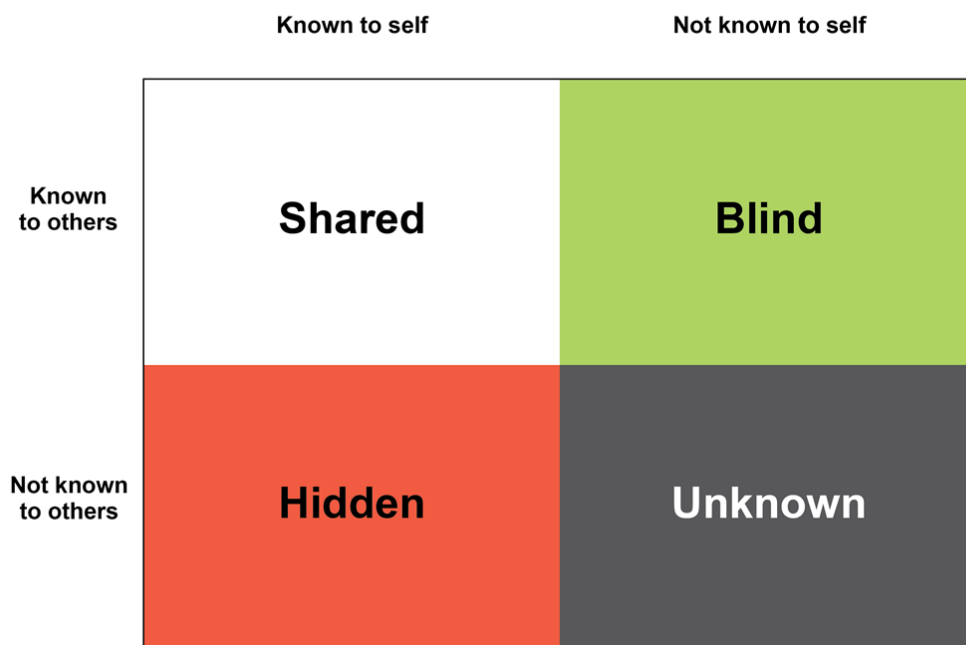 Known to self
Not known to self
Known
to others
Shared
Blind
Not known
to others
Hidden
Unknown